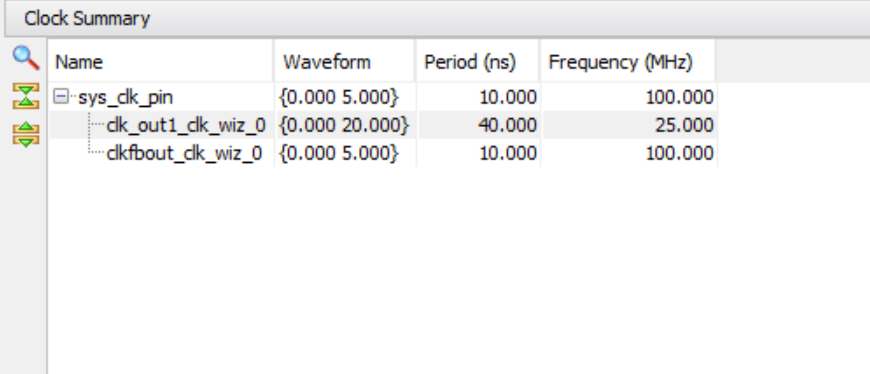 Clock Summary
Name Waveform Period (ns) Frequency (MHz)
sys_clk_pin {0.000 5.000} 10.000 100.000
clk_out1_clk_wiz_0 {0.000 20.000} 40.000 25.000
clkfbout_clk_wiz_0 {0.000 5.000} 10.000 100.000